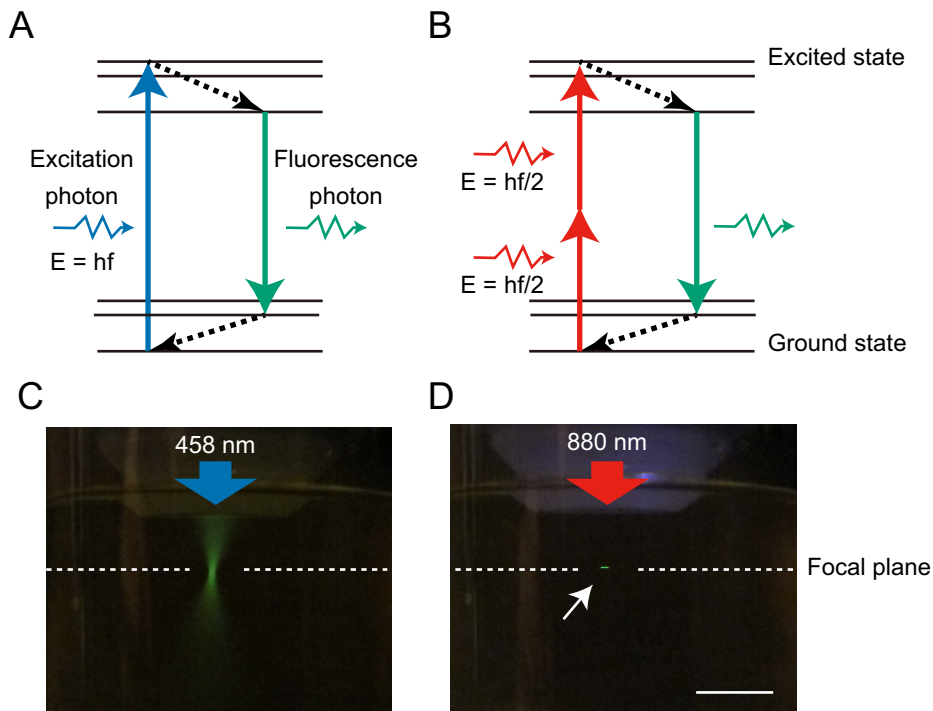 A
B
Excited state
Excitation
photon
Fluorescence
photon
E = hf
E = hf/2
E = hf/2
Ground state
C
D
458 nm
880 nm
Focal plane